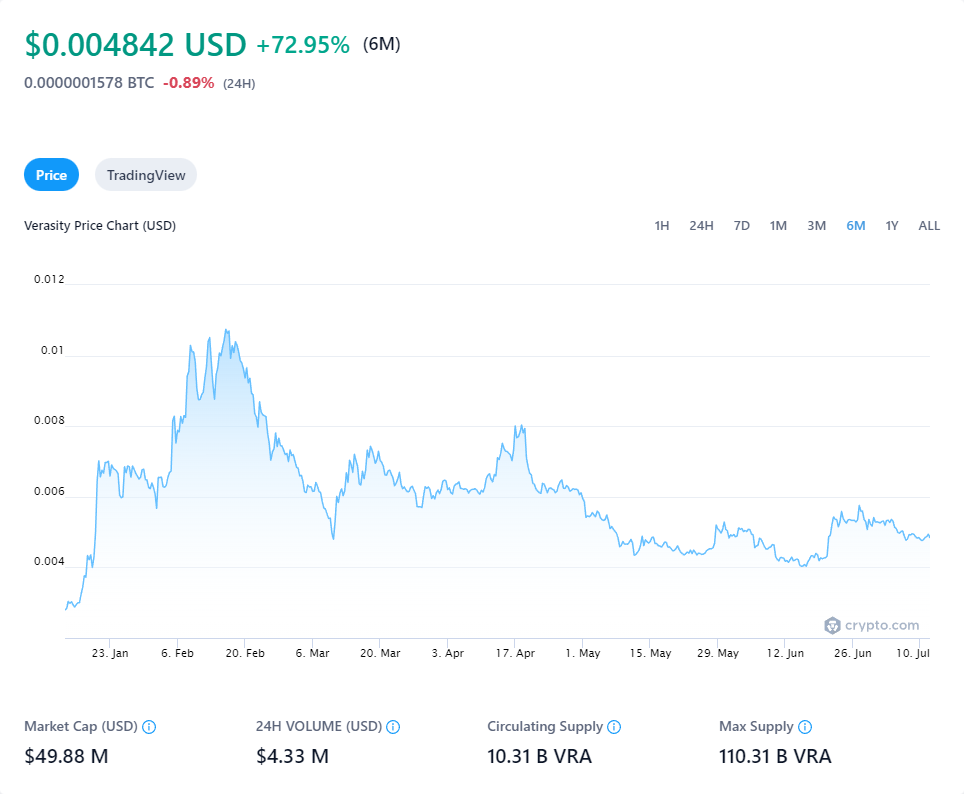 $0.004842 USD +72.95% (6M)
0.0000001578 BTC -0.89% (24H)
Price TradingView
Verasity Price Chart (USD) 1H 24H 7D 1M 3M 6M 1Y ALL
0.012
0.01
0.008
0.006
0.004
crypto.com
23. Jan 6. Feb 20. Feb 6. Mar 20. Mar 3. Apr 17. Apr 1. May 15. May 29. May 12. Jun 26. Jun 10. Jul
Market Cap (USD) 24H VOLUME (USD) Circulating Supply Max Supply
$49.88 M $4.33 M 10.31 B VRA 110.31 B VRA